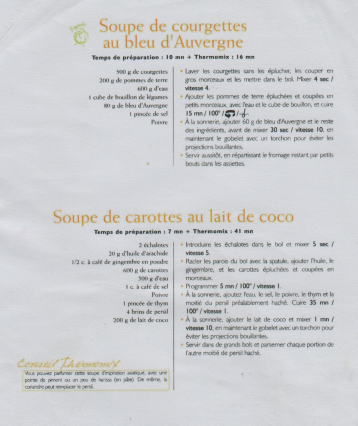 Soupe de courgettes
au bleu d'Auvergne
Temps de préparation : 10 mn + Thermomix : 16 mn
500 g de courgettes
200 g de pommes de terre
600 g d'eau
1 cube de bouillon de légumes
80 g de bleu d'Auvergne
1 pincée de sel
Poivre
• Laver les courgettes sans les éplucher, les couper en
gros morceaux et les mettre dans le bol. Mixer 4 sec /
vitesse 4.
• Ajouter les pommes de terre épluchées et coupées en
petits morceaux, avec l'eau et le cube de bouillon, et cuire
15 mn / 100° / /
• À la sonnerie, ajouter 60 g de bleu d'Auvergne et le reste
des ingrédients, avant de mixer 30 sec / vitesse 10, en
maintenant le gobelet avec un torchon pour éviter les
projections bouillantes.
• Servir aussitôt, en répartissant le fromage restant par petits
bouts dans les assiettes.
Soupe de carottes au lait de coco
Temps de préparation : 7 mn + Thermomix : 41 mn
2 échalotes
20 g d'huile d'arachide
1/2 c. à café de gingembre en poudre
600 g de carottes
500 g d'eau
1 c. à café de sel
Poivre
1 pincée de thym
4 brins de persil
200 g de lait de coco
• Introduire les échalotes dans le bol et mixer 5 sec /
vitesse 5.
• Racler les parois du bol avec la spatule, ajouter l'huile, le
gingembre, et les carottes épluchées et coupées en
morceaux.
• Programmer 5 mn / 100° / vitesse 1.
• À la sonnerie, ajouter l'eau, le sel, le poivre, le thym et la
moitié du persil préalablement haché. Cuire 35 mn /
100° / vitesse 1.
• À la sonnerie, ajouter le lait de coco et mixer 1 mn /
vitesse 10, en maintenant le gobelet avec un torchon pour
éviter les projections bouillantes.
• Servir dans de grands bols et parsemer chaque portion de
l'autre moitié de persil haché.
Conseil Thermomix
Vous pouvez parfumer cette soupe d'inspiration asiatique, avec une
pointe de piment ou un peu de harissa (en pâte). De même, la
coriandre peut remplacer le persil.